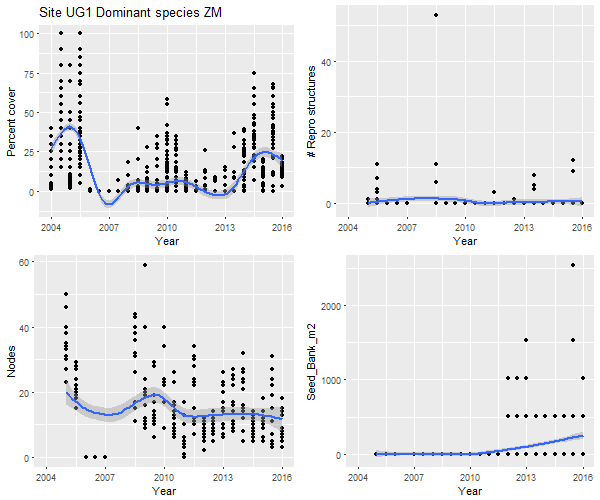 Site UG1 Dominant species ZM
Percent cover
100
75
50
25
0
2004 2007 2010 2013 2016
Year
# Repro structures
40
20
0
2004 2007 2010 2013 2016
Year
Nodes
60
40
20
0
2004 2007 2010 2013 2016
Year
Seed_Bank_m2
2000
1000
0
2004 2007 2010 2013 2016
Year